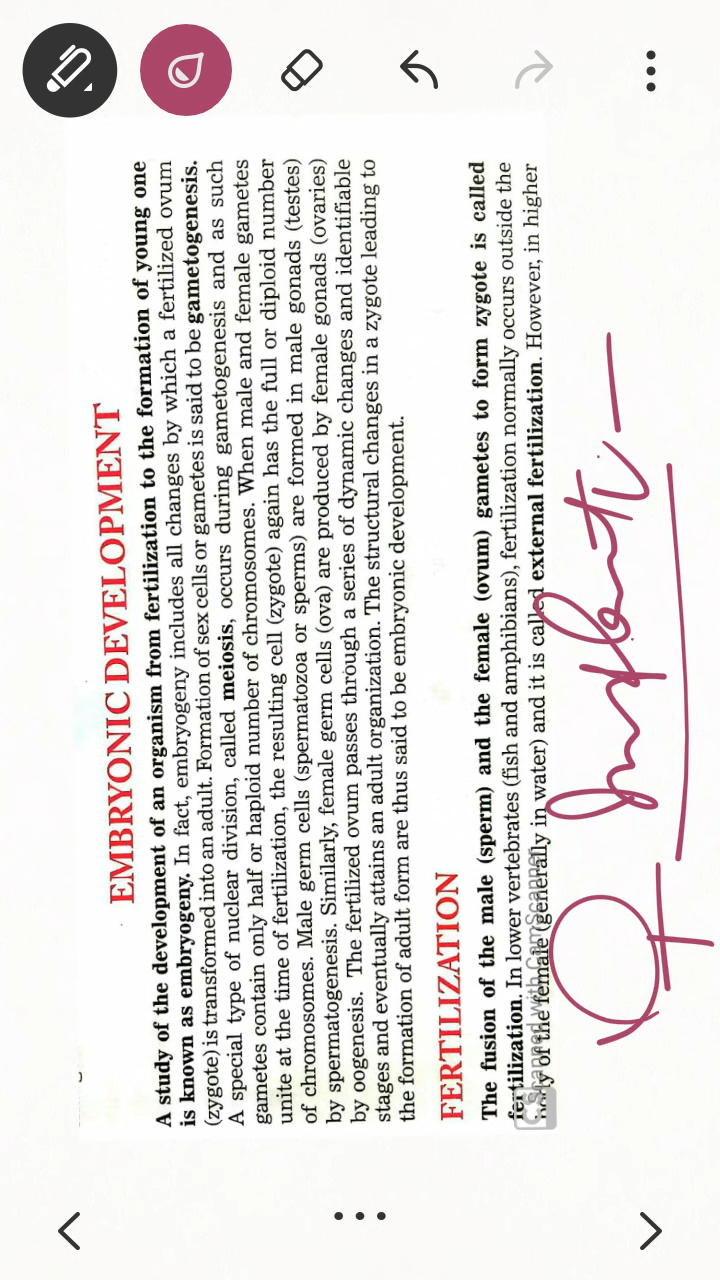 EMBRYONIC DEVELOPMENT
A study of the development of an organism from fertilization to the formation of young one
is known as embryogeny. In fact, embryogeny includes all changes by which a fertilized ovum
(zygote) is transformed into an adult. Formation of sex cells or gametes is said to be gametogenesis.
A special type of nuclear division, called meiosis, occurs during gametogenesis and as such
gametes contain only half or haploid number of chromosomes. When male and female gametes
unite at the time of fertilization, the resulting cell (zygote) again has the full or diploid number
of chromosomes. Male germ cells (spermatozoa or sperms) are formed in male gonads (testes)
by spermatogenesis. Similarly, female germ cells (ova) are produced by female gonads (ovaries)
by oogenesis. The fertilized ovum passes through a series of dynamic changes and identifiable
stages and eventually attains an adult organization. The structural changes in a zygote leading to
the formation of adult form are thus said to be embryonic development.
FERTILIZATION
The fusion of the male (sperm) and the female (ovum) gametes to form zygote is called
fertilization. In lower vertebrates (fish and amphibians), fertilization normally occurs outside the
body of the female (generally in water) and it is called external fertilization. However, in higher
CS Scanned with CamScanner